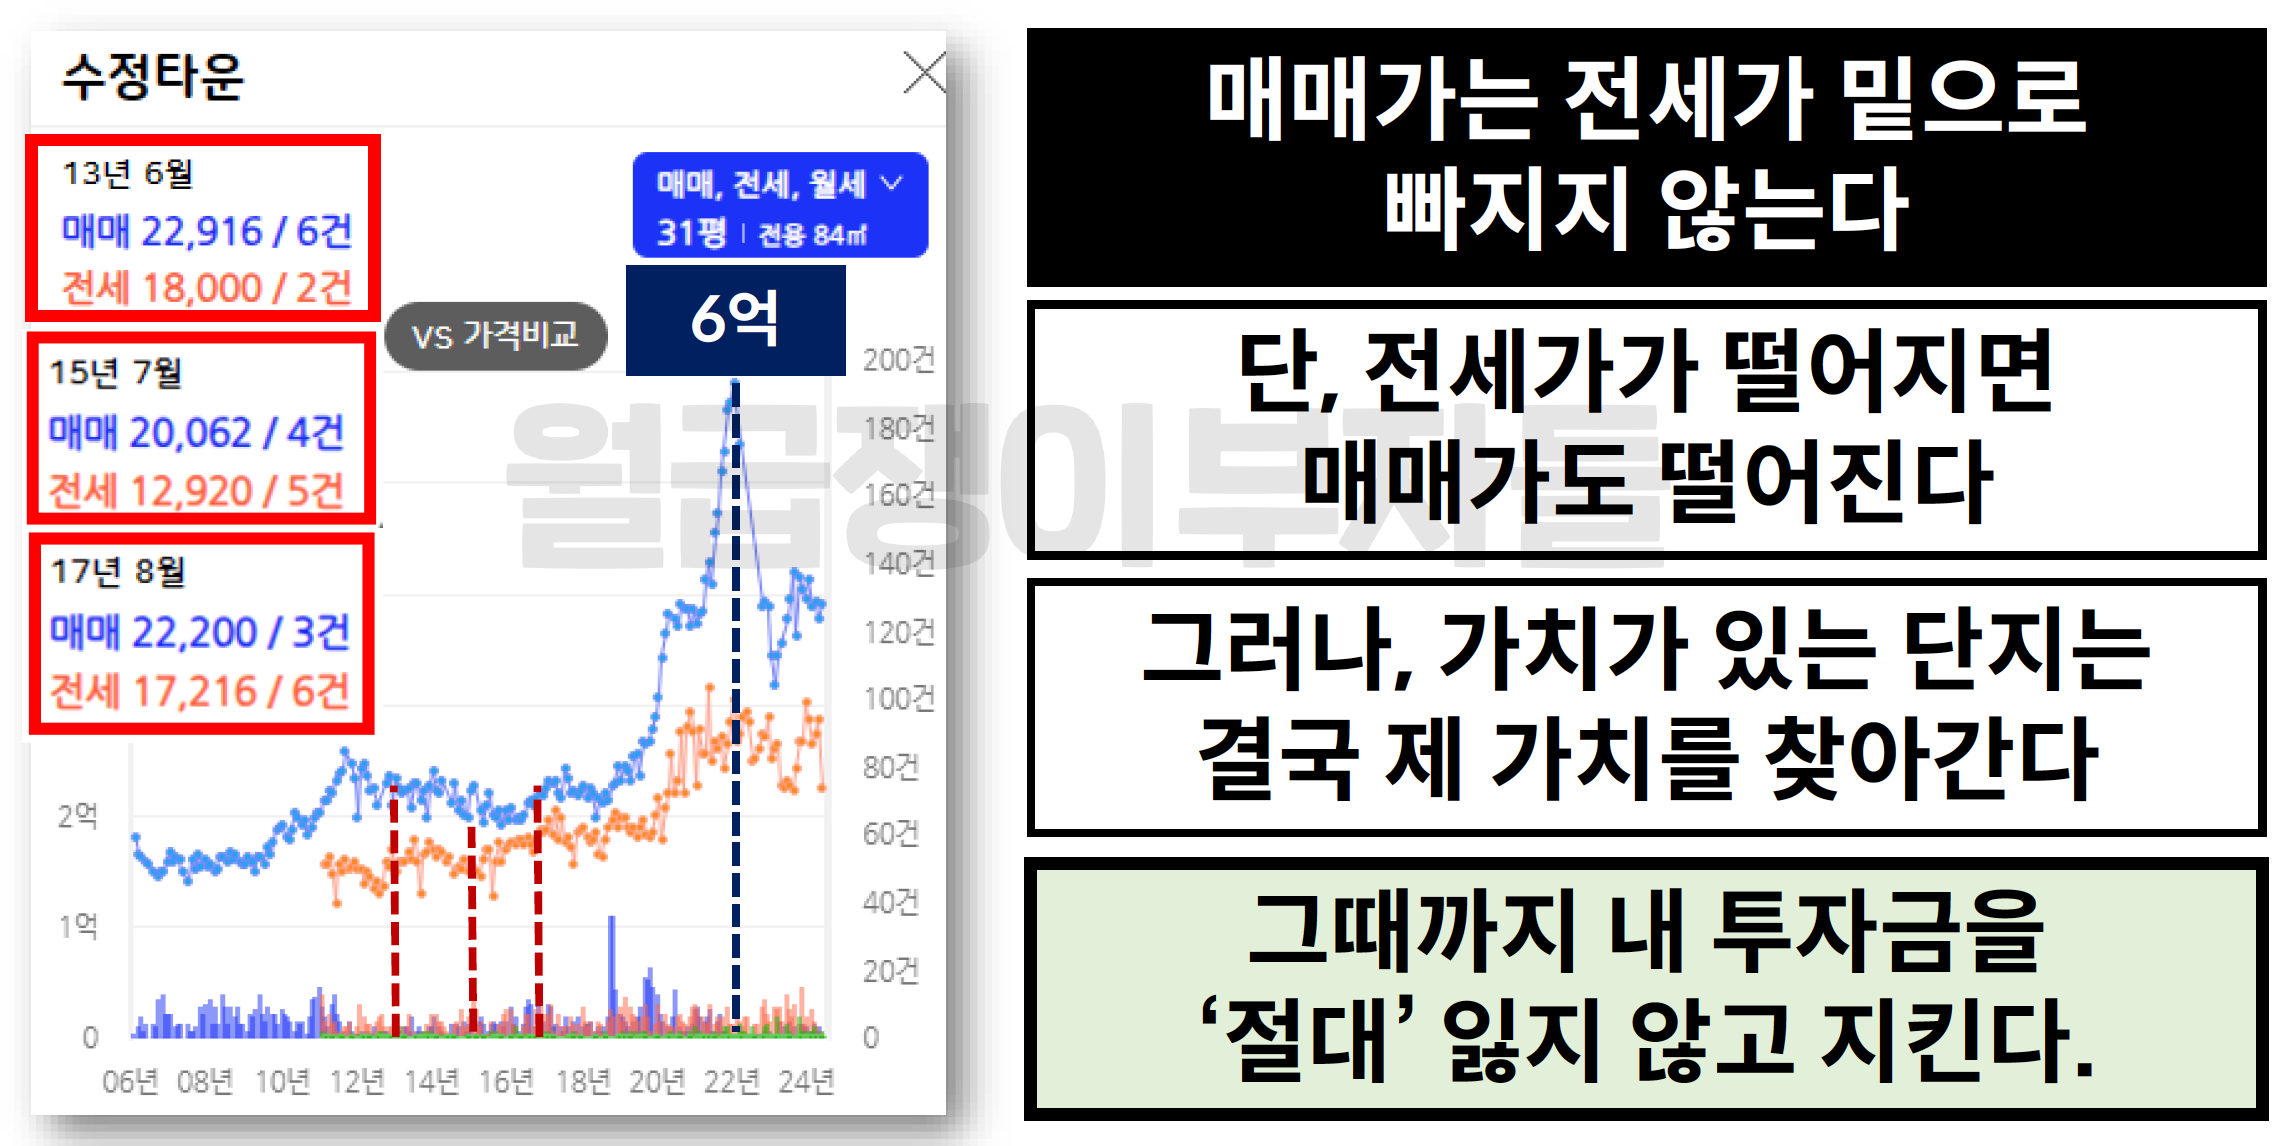 수정타운
13년 6월
매매 22,916 / 6건
전세 18,000 / 2건
15년 7월
매매 20,062 / 4건
전세 12,920 / 5건
17년 8월
매매 22,200 / 3건
전세 17,216 / 6건
매매, 전세, 월세
31평 | 전용 84㎡
VS 가격비교
6억
200건
180건
160건
140건
120건
100건
80건
60건
40건
20건
0
2억
1억
0
06년 08년 10년 12년 14년 16년 18년 20년 22년 24년
월급쟁이부자들
매매가는 전세가 밑으로
빠지지 않는다
단, 전세가가 떨어지면
매매가도 떨어진다
그러나, 가치가 있는 단지는
결국 제 가치를 찾아간다
그때까지 내 투자금을
‘절대’ 잃지 않고 지킨다.